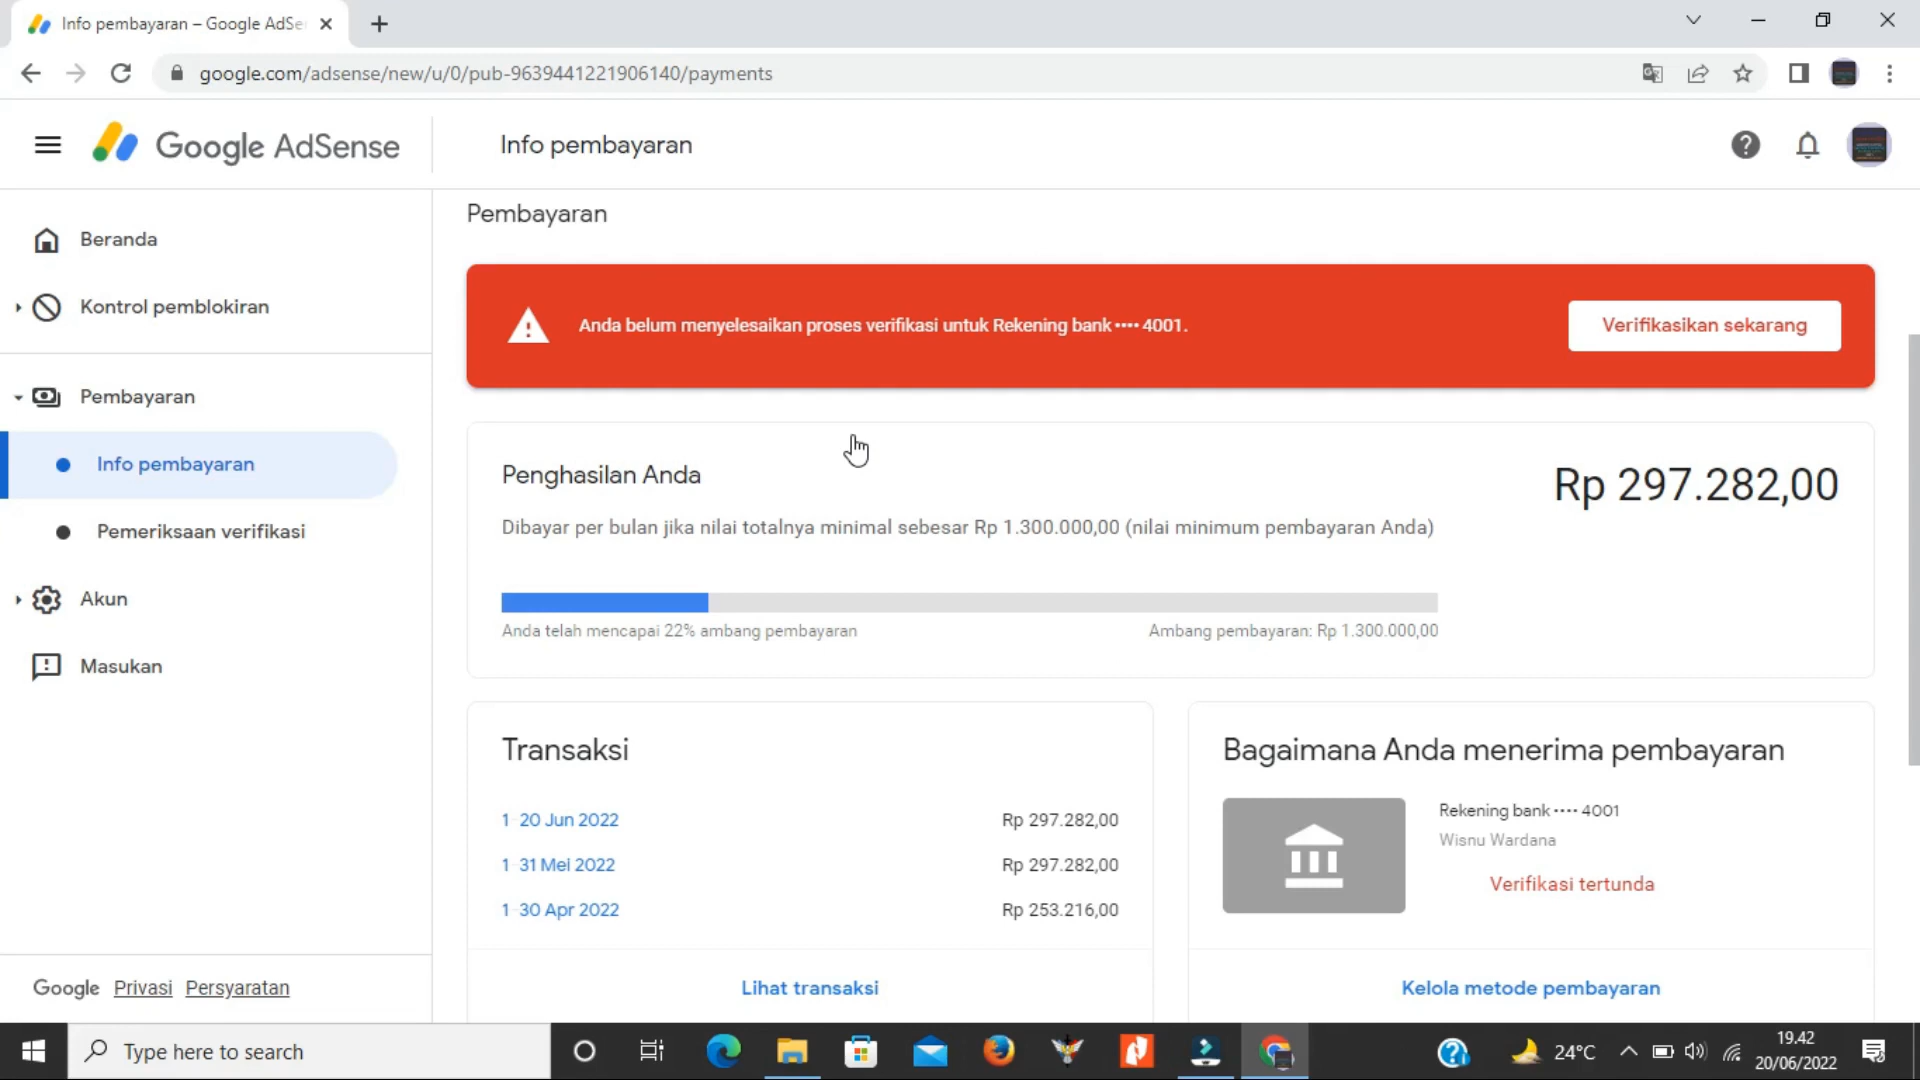 Info pembayaran – Google AdSe
google.com/adsense/new/u/0/pub-9639441221906140/payments
Google AdSense
Info pembayaran
Beranda
Kontrol pemblokiran
Pembayaran
Info pembayaran
Pemeriksaan verifikasi
Akun
Masukan
Google Privasi Persyaratan
Pembayaran
Anda belum menyelesaikan proses verifikasi untuk Rekening bank •••• 4001.
Verifikasikan sekarang
Penghasilan Anda
Rp 297.282,00
Dibayar per bulan jika nilai totalnya minimal sebesar Rp 1.300.000,00 (nilai minimum pembayaran Anda)
Anda telah mencapai 22% ambang pembayaran
Ambang pembayaran: Rp 1.300.000,00
Transaksi
1–20 Jun 2022 Rp 297.282,00
1–31 Mei 2022 Rp 297.282,00
1–30 Apr 2022 Rp 253.216,00
Lihat transaksi
Bagaimana Anda menerima pembayaran
Rekening bank •••• 4001
Wisnu Wardana
Verifikasi tertunda
Kelola metode pembayaran
Type here to search
24°C
19.42
20/06/2022